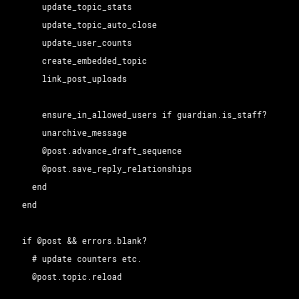 update_topic_stats
update_topic_auto_close
update_user_counts
create_embedded_topic
link_post_uploads
ensure_in_allowed_users if guardian.is_staff?
unarchive_message
@post.advance_draft_sequence
@post.save_reply_relationships
end
end
if @post && errors.blank?
# update counters etc.
@post.topic.reload